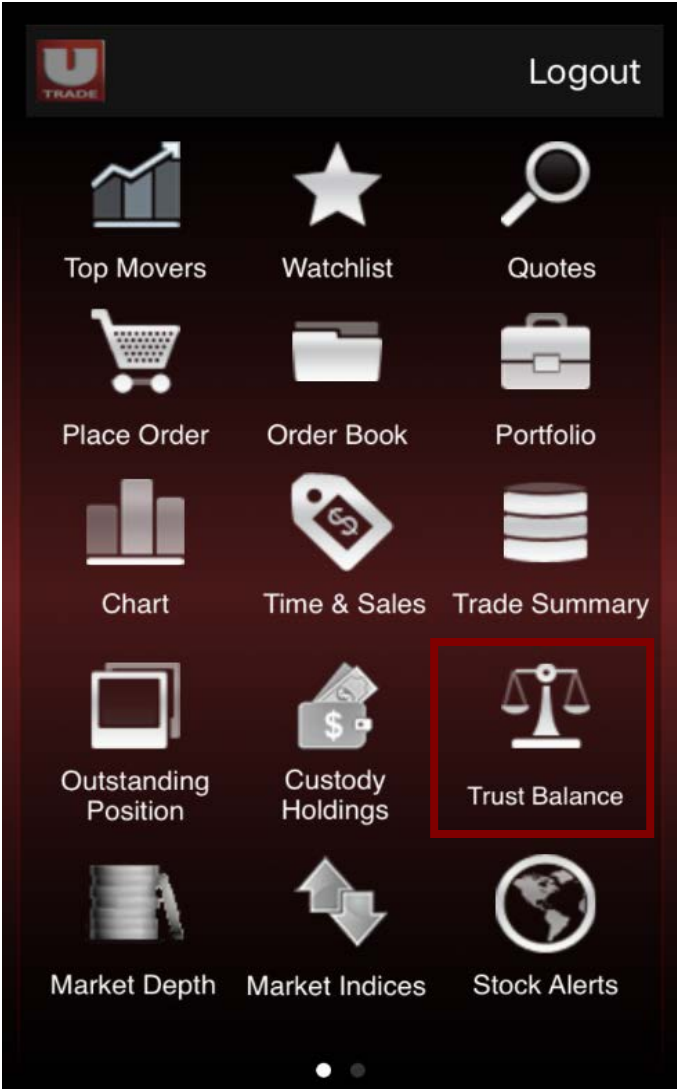 U
TRADE
Logout
Top Movers
Watchlist
Quotes
Place Order
Order Book
Portfolio
Chart
$
Time & Sales
Trade Summary
Outstanding
Position
$
Custody
Holdings
Trust Balance
Market Depth
Market Indices
Stock Alerts